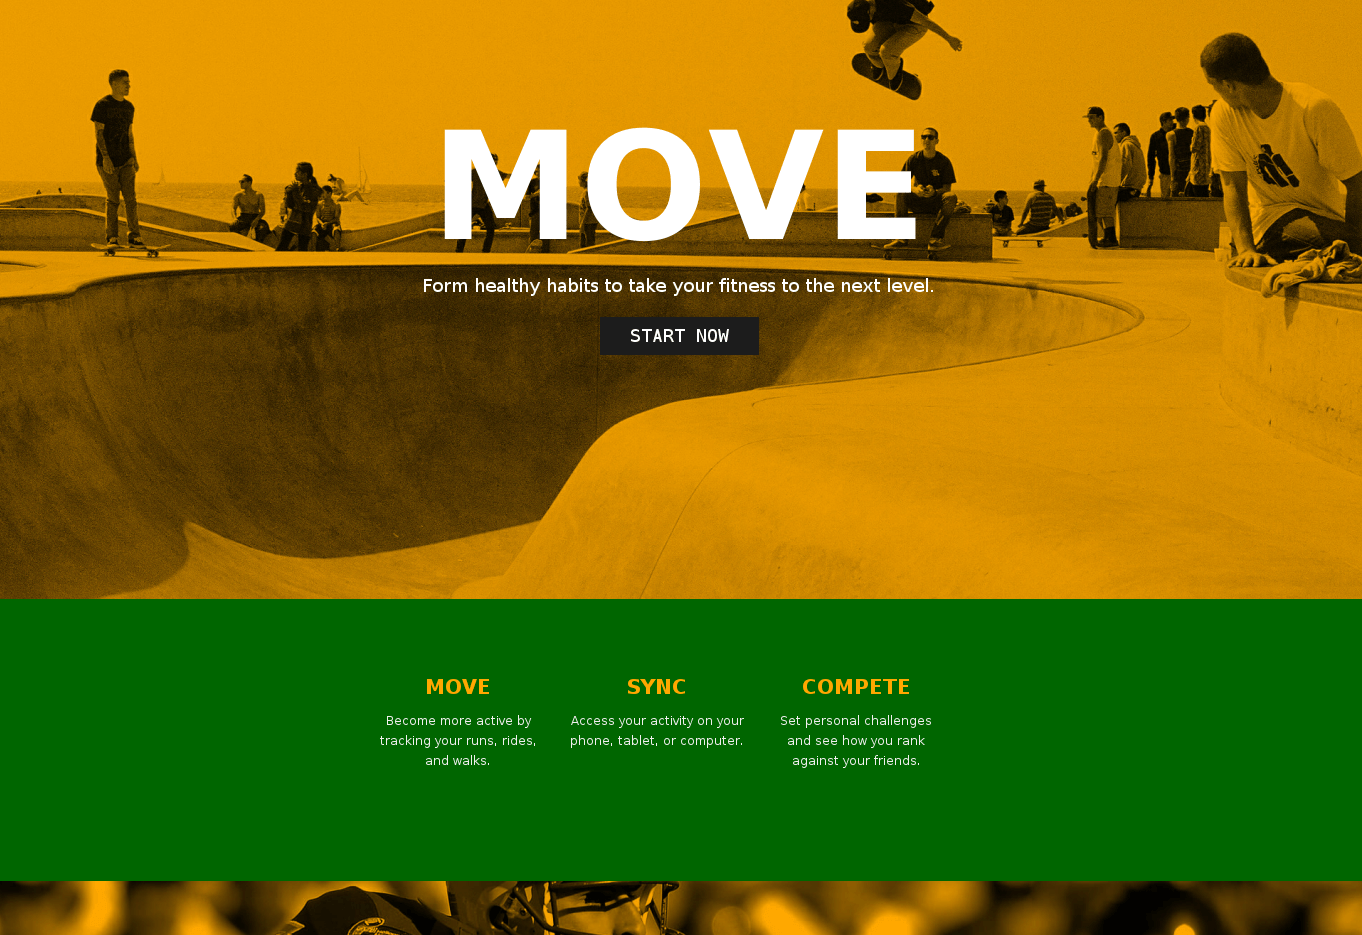 MOVE
Form healthy habits to take your fitness to the next level.
START NOW
MOVE
Become more active by
tracking your runs, rides,
and walks.
SYNC
Access your activity on your
phone, tablet, or computer.
COMPETE
Set personal challenges
and see how you rank
against your friends.